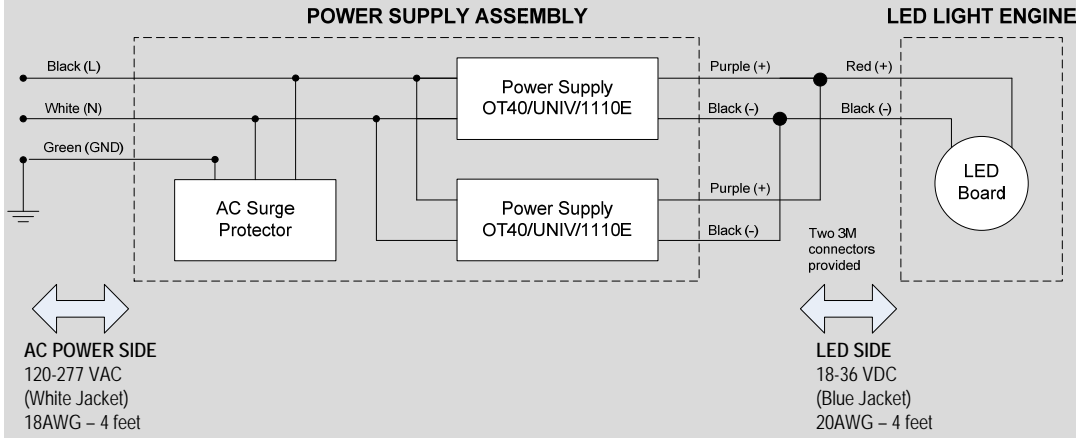 POWER SUPPLY ASSEMBLY
LED LIGHT ENGINE
Black (L)
White (N)
Green (GND)
AC Surge
Protector
Power Supply
OT40/UNIV/1110E
Power Supply
OT40/UNIV/1110E
Purple (+)
Black (-)
Purple (+)
Black (-)
Red (+)
Black (-)
LED
Board
Two 3M
connectors
provided
AC POWER SIDE
120-277 VAC
(White Jacket)
18AWG – 4 feet
LED SIDE
18-36 VDC
(Blue Jacket)
20AWG – 4 feet